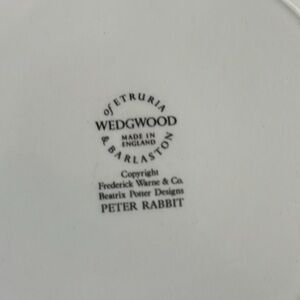 of ETRURIA
WEDGWOOD
MADE IN
ENGLAND
& BARLASTON
Copyright
Frederick Warne & Co.
Beatrix Potter Designs
PETER RABBIT